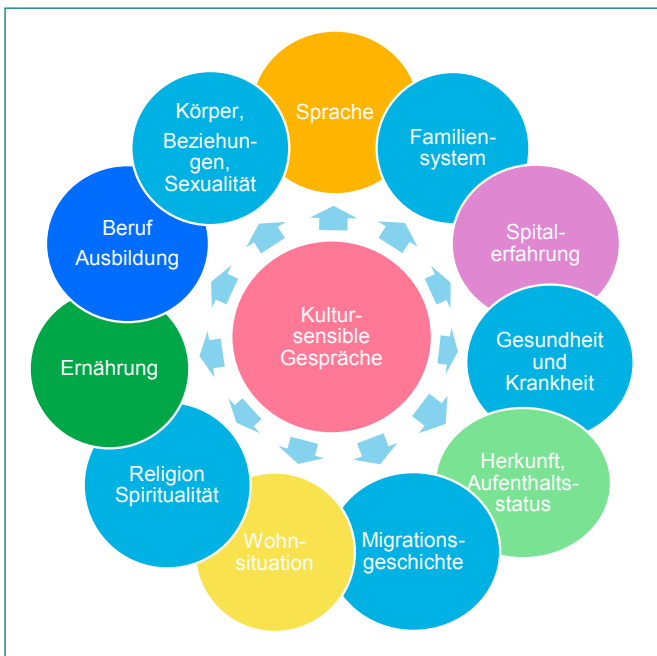 Sprache
Familien-
system
Spital-
erfahrung
Gesundheit
und
Krankheit
Herkunft,
Aufenthalts-
status
Migrations-
geschichte
Wohn-
situation
Religion
Spiritualität
Ernährung
Beruf
Ausbildung
Körper,
Beziehun-
gen,
Sexualität
Kultur-
sensible
Gespräche